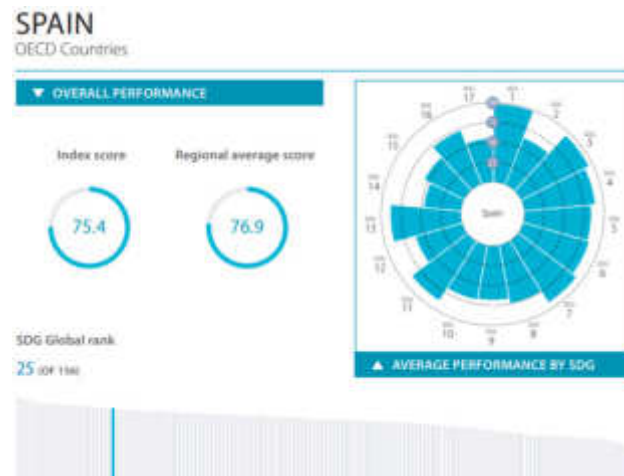 SPAIN
OECD Countries
▼ OVERALL PERFORMANCE
Index score
Regional average score
75.4
76.9
SDG Global rank
25 (OF 156)
1
2
3
4
5
6
7
8
9
10
11
12
13
14
15
16
17
Spain
▲ AVERAGE PERFORMANCE BY SDG